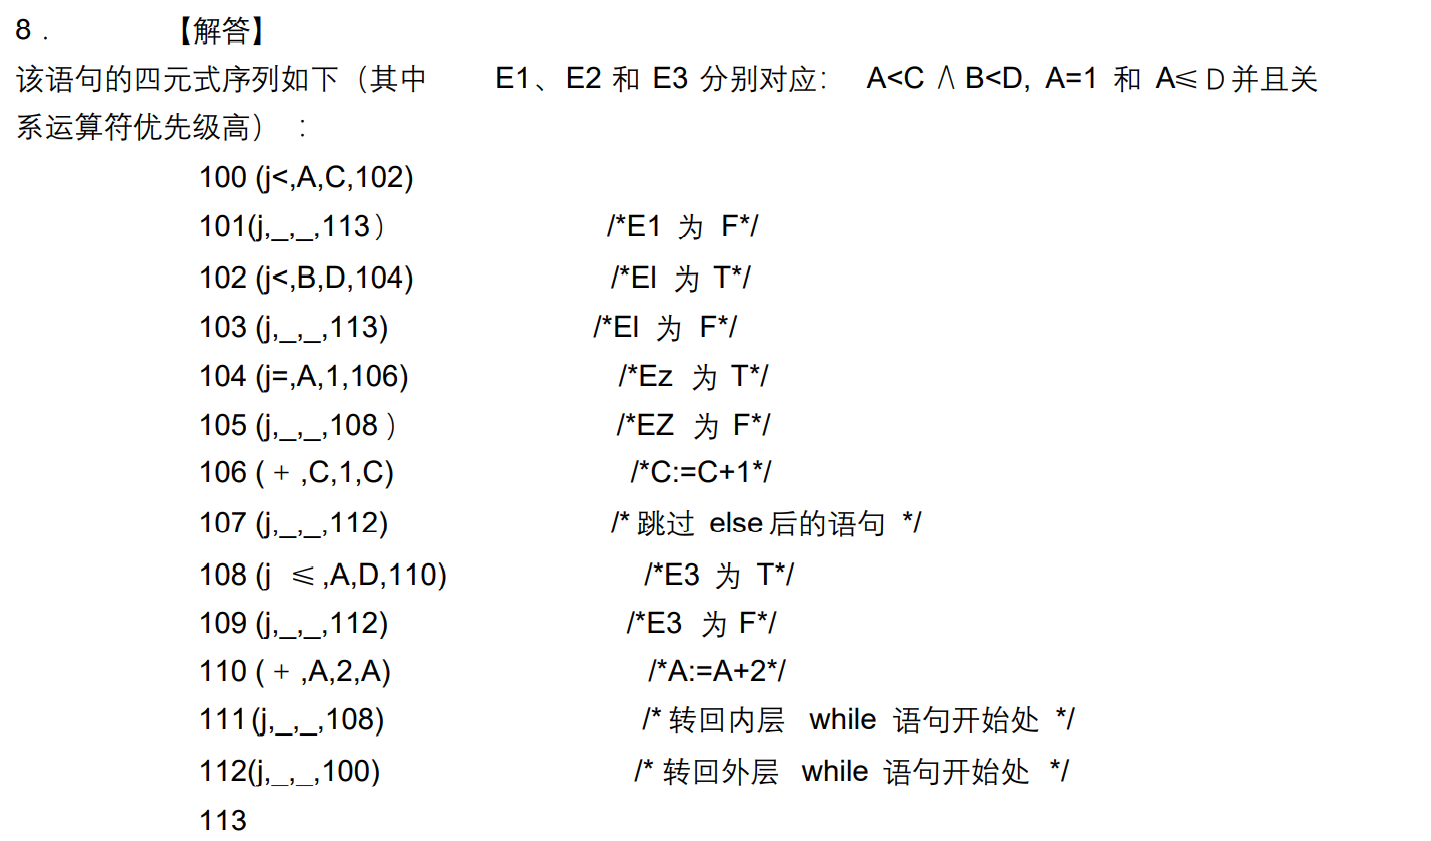 8． 【解答】
该语句的四元式序列如下（其中 E1、E2 和 E3 分别对应： A<C ∧ B<D, A=1 和 A≤D并且关
系运算符优先级高）：
100 (j<,A,C,102)
101(j,_,_,113） /*E1 为 F*/
102 (j<,B,D,104) /*El 为 T*/
103 (j,_,_,113) /*El 为 F*/
104 (j=,A,1,106) /*Ez 为 T*/
105 (j,_,_,108 ） /*EZ 为 F*/
106 ( + ,C,1,C) /*C:=C+1*/
107 (j,_,_,112) /* 跳过 else后的语句 */
108 (j ≤,A,D,110) /*E3 为 T*/
109 (j,_,_,112) /*E3 为 F*/
110 ( + ,A,2,A) /*A:=A+2*/
111(j,_,_,108) /* 转回内层 while 语句开始处 */
112(j,_,_,100) /* 转回外层 while 语句开始处 */
113